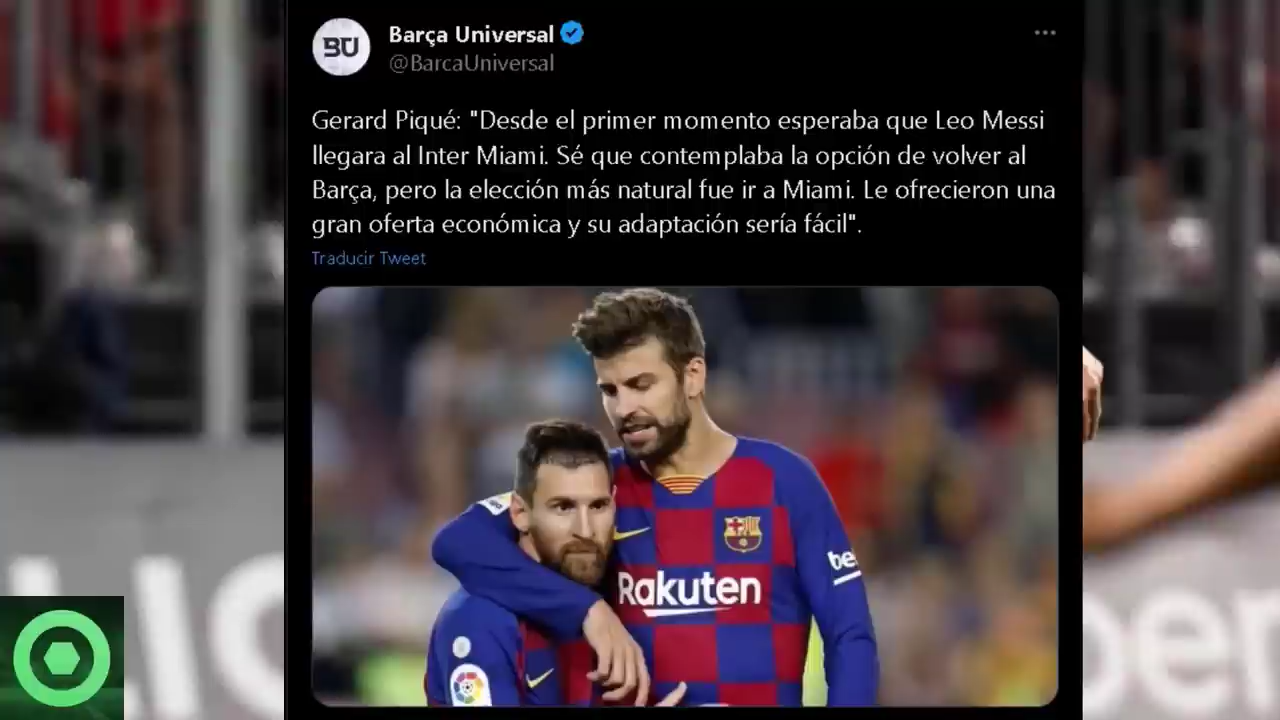 BU
Barça Universal
@BarcaUniversal
Gerard Piqué: "Desde el primer momento esperaba que Leo Messi
llegara al Inter Miami. Sé que contemplaba la opción de volver al
Barça, pero la elección más natural fue ir a Miami. Le ofrecieron una
gran oferta económica y su adaptación sería fácil".
Traducir Tweet
be
Rakuten